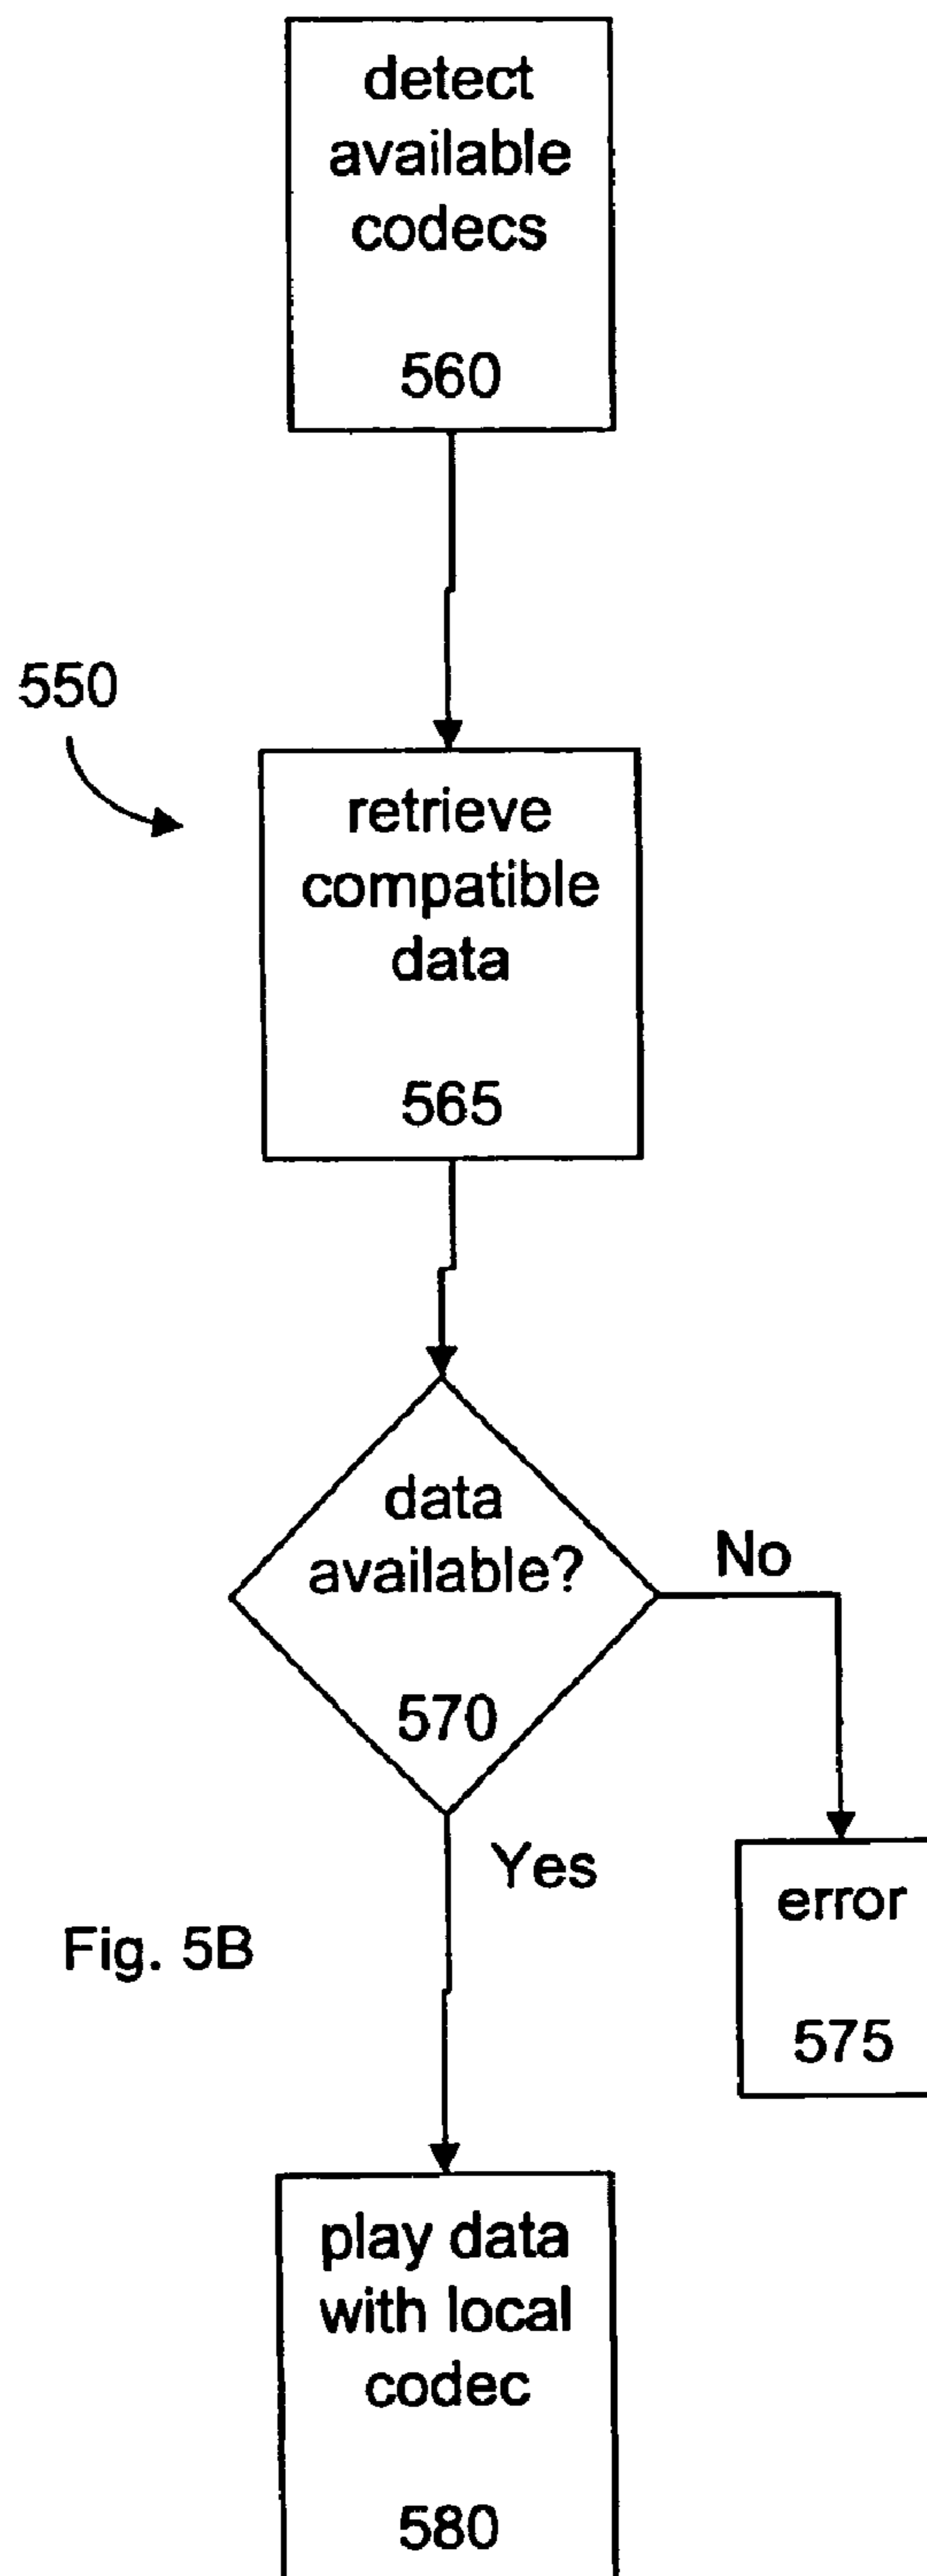 detect
available
codecs
560
550
retrieve
compatible
data
565
data
available?
570
No
Yes
error
575
Fig. 5B
play data
with local
codec
580